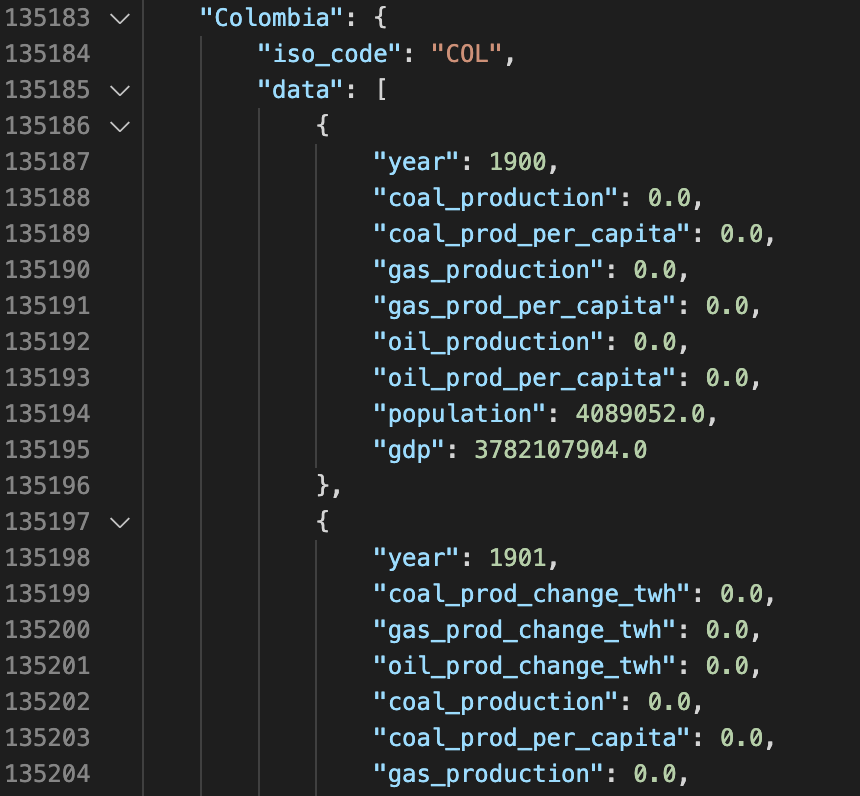 135183 "Colombia": {
135184 "iso_code": "COL",
135185 "data": [
135186 {
135187 "year": 1900,
135188 "coal_production": 0.0,
135189 "coal_prod_per_capita": 0.0,
135190 "gas_production": 0.0,
135191 "gas_prod_per_capita": 0.0,
135192 "oil_production": 0.0,
135193 "oil_prod_per_capita": 0.0,
135194 "population": 4089052.0,
135195 "gdp": 3782107904.0
135196 },
135197 {
135198 "year": 1901,
135199 "coal_prod_change_twh": 0.0,
135200 "gas_prod_change_twh": 0.0,
135201 "oil_prod_change_twh": 0.0,
135202 "coal_production": 0.0,
135203 "coal_prod_per_capita": 0.0,
135204 "gas_production": 0.0,